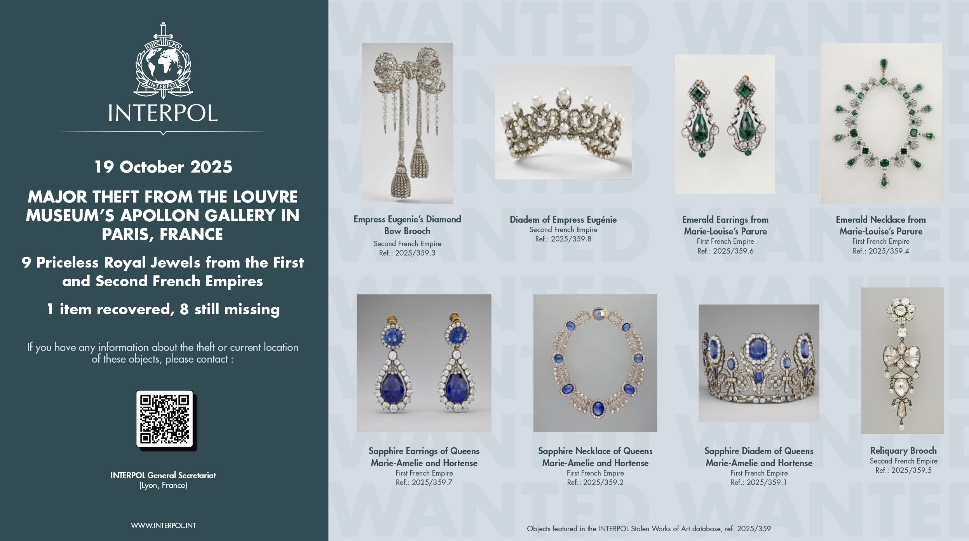 INTERPOL
19 October 2025
MAJOR THEFT FROM THE LOUVRE
MUSEUM'S APOLLON GALLERY IN
PARIS, FRANCE
9 Priceless Royal Jewels from the First
and Second French Empires
1 item recovered, 8 still missing
If you have any information about the theft or current location
of these objects, please contact :
INTERPOL General Secretariat
(Lyon, France)
WWW.INTERPOL.INT
WANTED WANTED
Empress Eugenie's Diamond
Bow Brooch
Second French Empire
Ref.: 2025/359.3
Diadem of Empress Eugénie
Second French Empire
Ref.: 2025/359.8
Emerald Earrings from
Marie-Louise's Parure
First French Empire
Ref.: 2025/359.6
Emerald Necklace from
Marie-Louise's Parure
First French Empire
Ref.: 2025/359.4
Sapphire Earrings of Queens
Marie-Amelie and Hortense
First French Empire
Ref.: 2025/359.7
Sapphire Necklace of Queens
Marie-Amelie and Hortense
First French Empire
Ref.: 2025/359.2
Sapphire Diadem of Queens
Marie-Amelie and Hortense
First French Empire
Ref.: 2025/359.1
Reliquary Brooch
Second French Empire
Ref.: 2025/359.5
Objects featured in the INTERPOL Stolen Works of Art database, ref. 2025/359